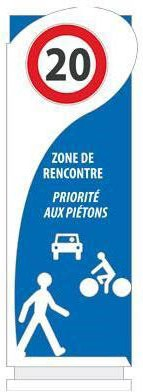 20
ZONE DE
RENCONTRE
PRIORITÉ
AUX PIÉTONS